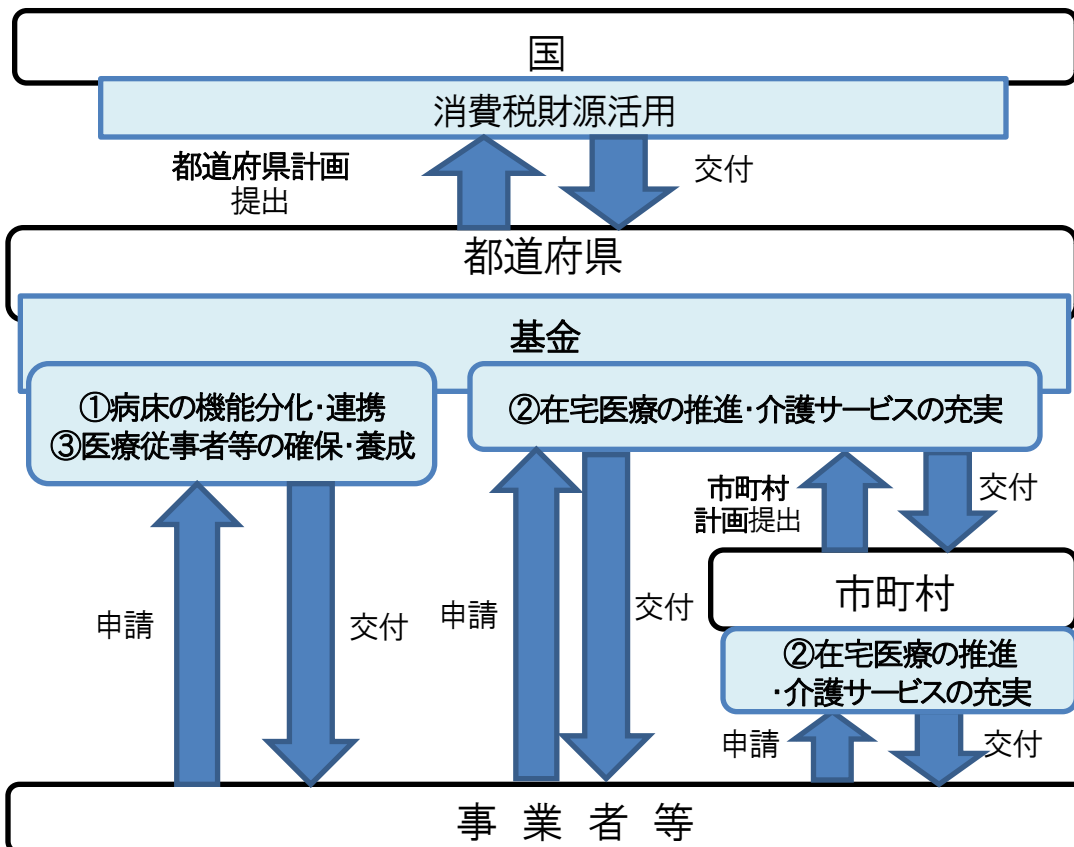 国
消費税財源活用
都道府県計画
提出
交付
都道府県
基金
①病床の機能分化・連携
③医療従事者等の確保・養成
②在宅医療の推進・介護サービスの充実
市町村
計画提出
交付
市町村
申請
交付
申請
交付
②在宅医療の推進
・介護サービスの充実
申請
交付
事業者等